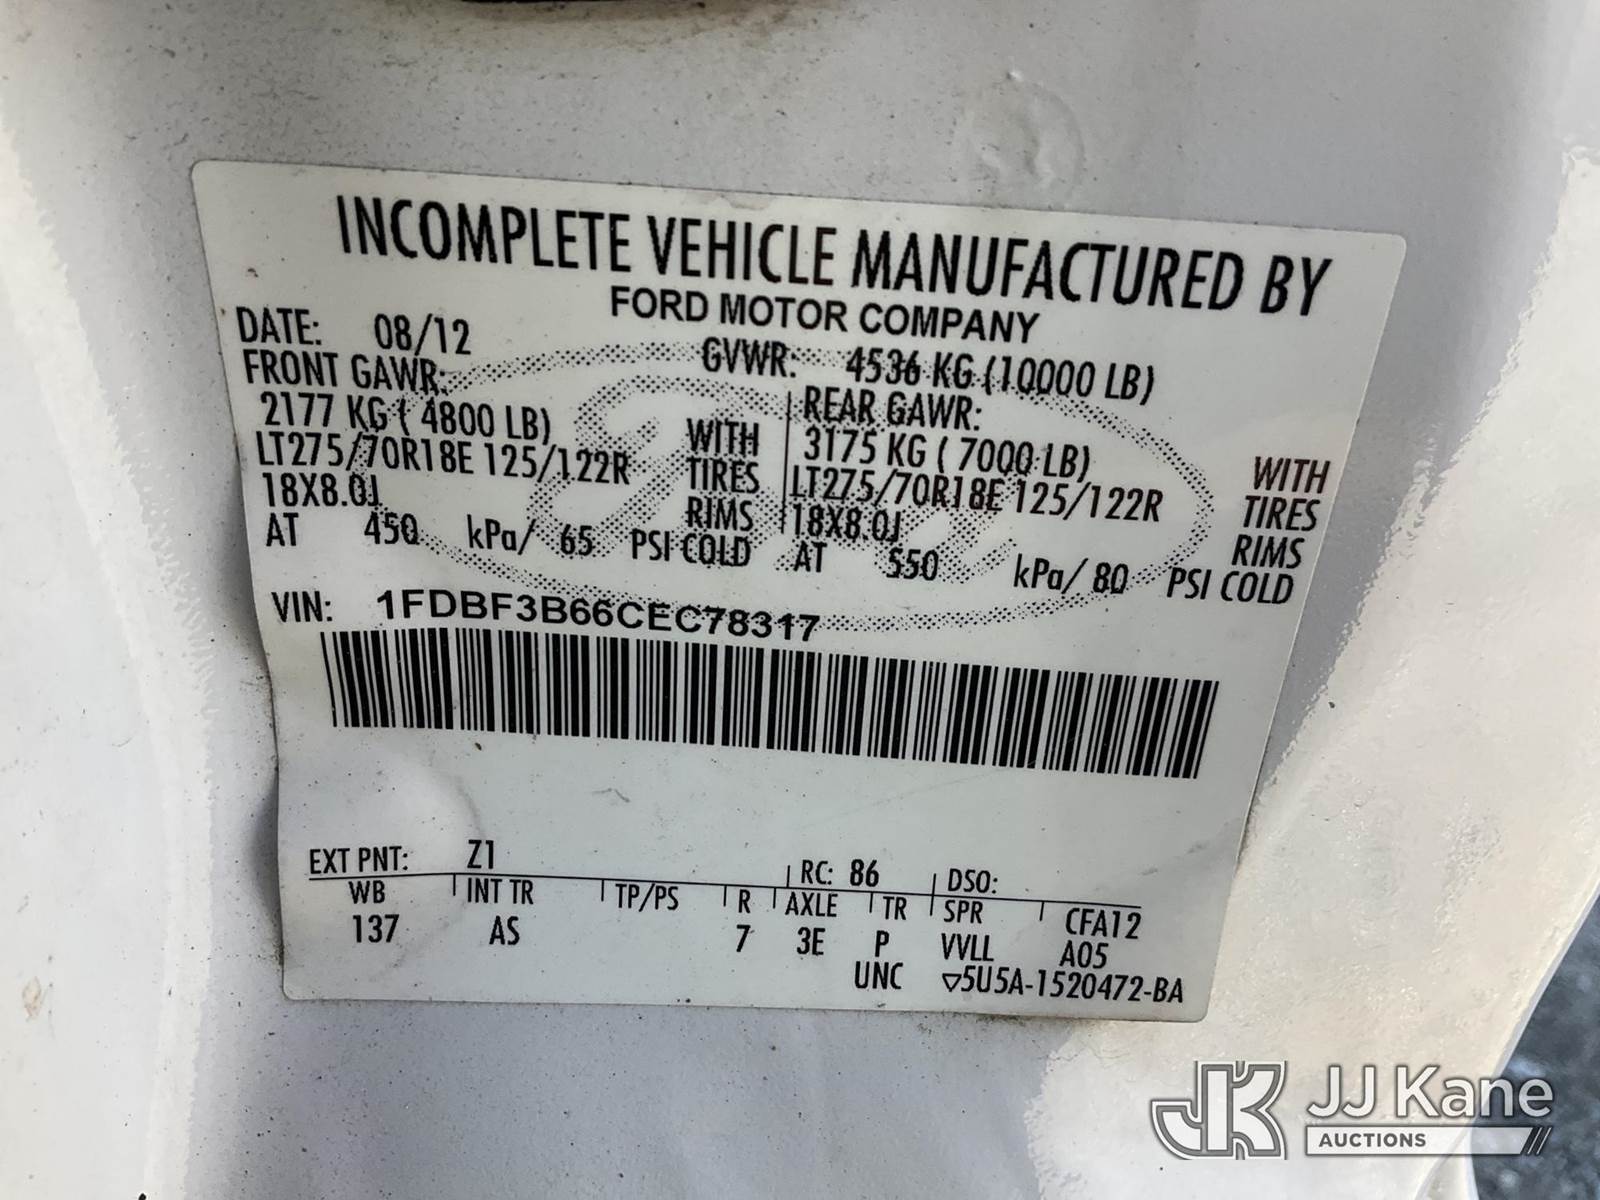 INCOMPLETE VEHICLE MANUFACTURED BY
FORD MOTOR COMPANY
DATE: 08/12 GVWR: 4536 KG (10000 LB)
FRONT GAWR: REAR GAWR:
2177 KG ( 4800 LB) WITH 3175 KG ( 7000 LB) WITH
LT275/70R18E 125/122R TIRES LT275/70R18E 125/122R TIRES
18X8.0J RIMS 18X8.0J RIMS
AT 450 kPa/ 65 PSI COLD AT 550 kPa/ 80 PSI COLD
VIN: 1FDBF3B66CEC78317
EXT PNT: Z1 RC: 86 DSO:
WB INT TR TP/PS R AXLE TR SPR CFA12
137 AS 7 3E P VVLL A05
UNC ▽5U5A-1520472-BA
Ford
JK JJ Kane
AUCTIONS